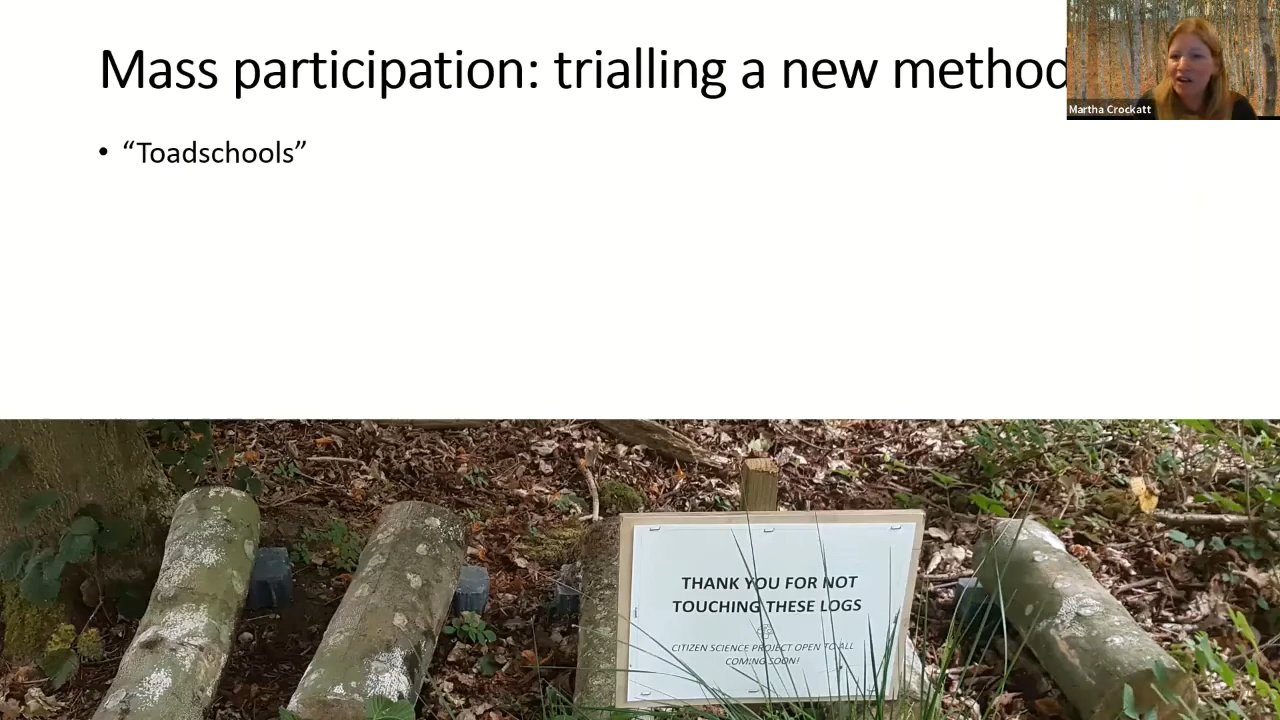 Mass participation: trialling a new method
Martha Crockatt
• “Toadschools”
THANK YOU FOR NOT
TOUCHING THESE LOGS
CITIZEN SCIENCE PROJECT OPEN TO ALL
COMING SOON!